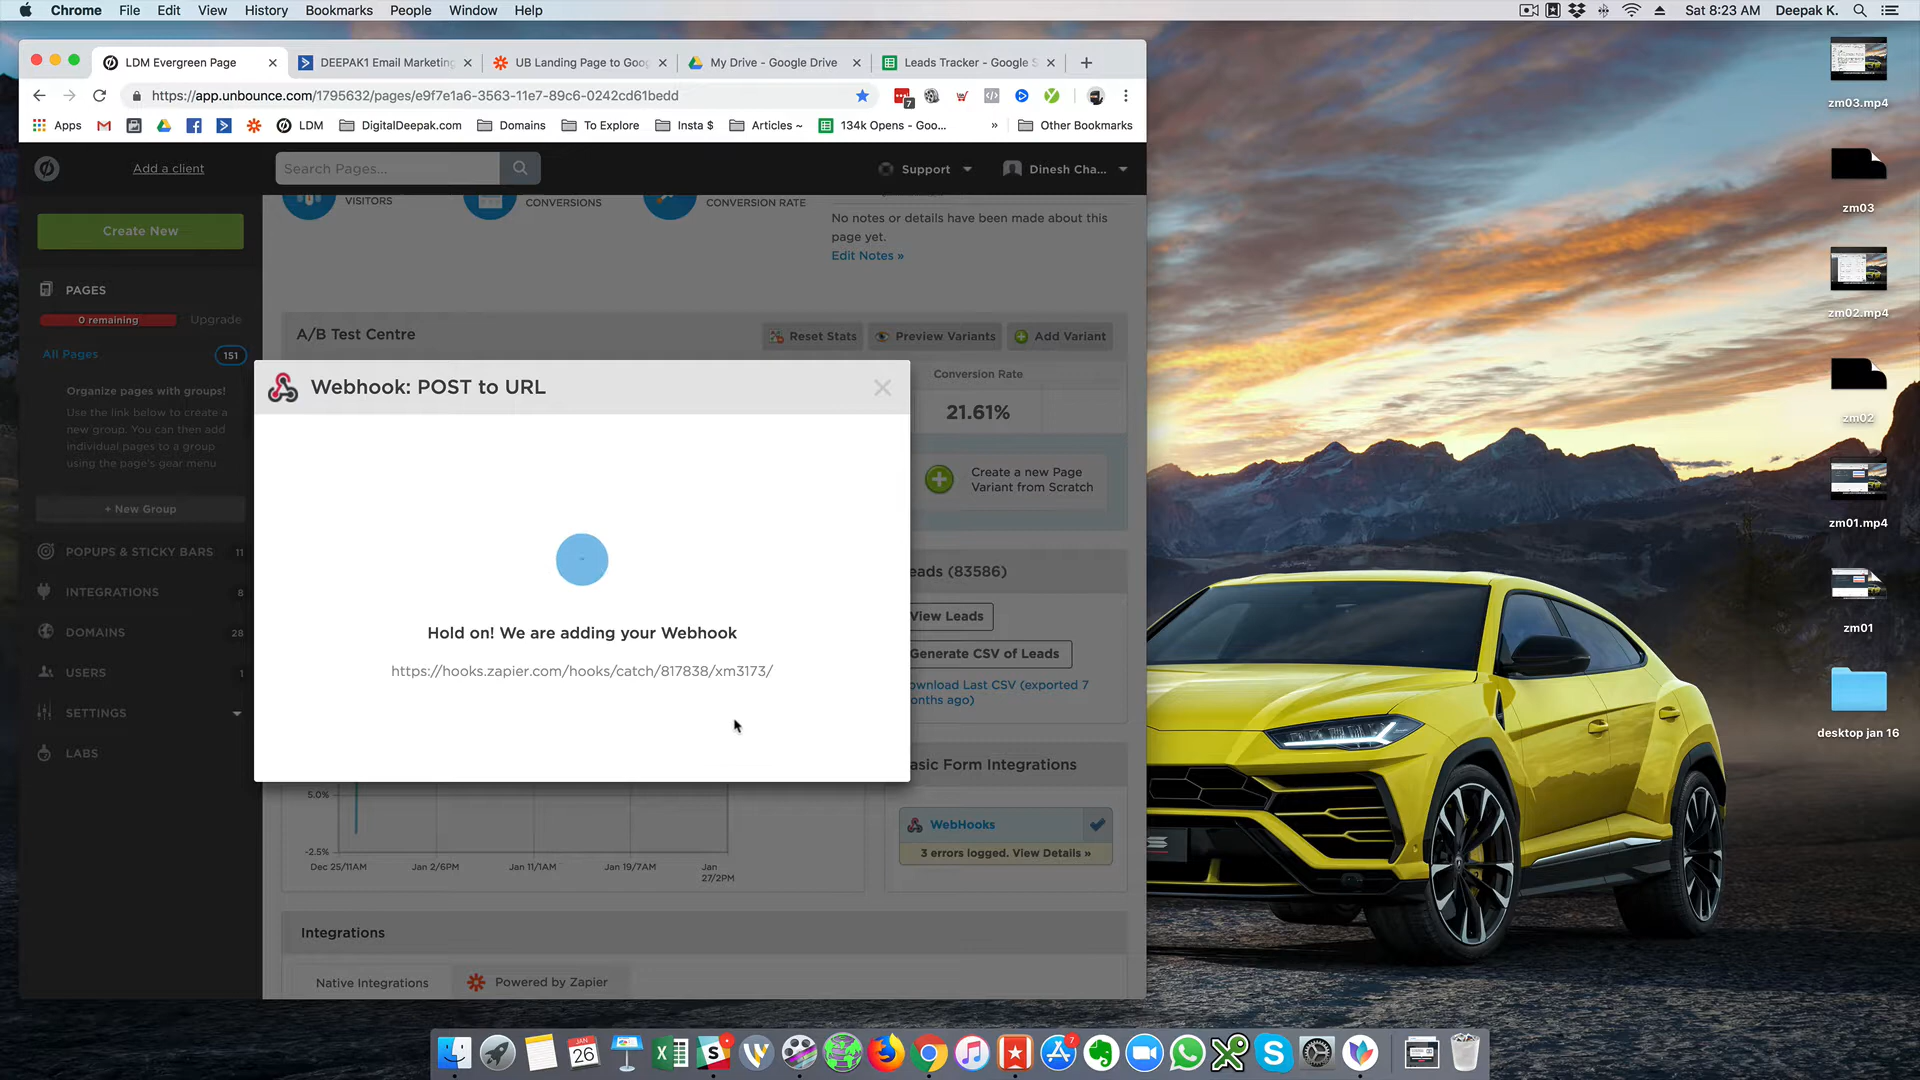 Chrome File Edit View History Bookmarks People Window Help
Sat 8:23 AM Deepak K.
LDM Evergreen Page
DEEPAK1 Email Marketing
UB Landing Page to Goo
My Drive - Google Drive
Leads Tracker - Google S
https://app.unbounce.com/1795632/pages/e9f7e1a6-3563-11e7-89c6-0242cd61bedd
7
Apps
LDM
DigitalDeepak.com
Domains
To Explore
Insta $
Articles ~
134k Opens - Goo...
»
Other Bookmarks
Add a client
Search Pages...
Support
Dinesh Cha...
Create New
VISITORS
CONVERSIONS
CONVERSION RATE
No notes or details have been made about this
page yet.
Edit Notes »
PAGES
0 remaining
Upgrade
All Pages
151
Organize pages with groups!
Use the link below to create a
new group. You can then add
individual pages to a group
using the page's gear menu
+ New Group
POPUPS & STICKY BARS 11
INTEGRATIONS 8
DOMAINS 28
USERS 1
SETTINGS
LABS
A/B Test Centre
Reset Stats
Preview Variants
Add Variant
Conversion Rate
21.61%
Create a new Page
Variant from Scratch
Webhook: POST to URL
Hold on! We are adding your Webhook
https://hooks.zapier.com/hooks/catch/817838/xm3173/
eads (83586)
View Leads
Generate CSV of Leads
ownload Last CSV (exported 7
onths ago)
asic Form Integrations
WebHooks
3 errors logged. View Details »
5.0%
-2.5%
Dec 25/11AM
Jan 2/6PM
Jan 11/1AM
Jan 19/7AM
Jan
27/2PM
Integrations
Native Integrations
Powered by Zapier
zm03.mp4
zm03
zm02.mp4
zm02
zm01.mp4
zm01
desktop jan 16
JAN
26
7